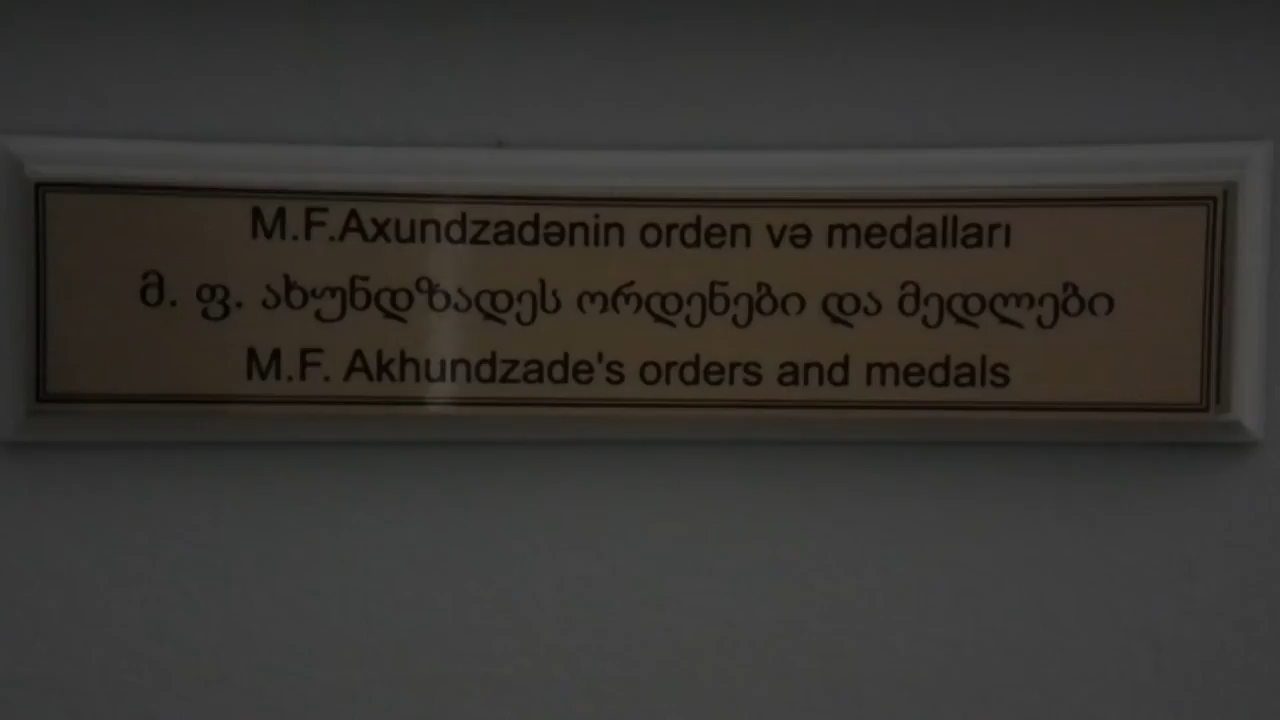 M.F.Axundzadənin orden və medalları
მ. ფ. ახუნდზადეს ორდენები და მედლები
M.F. Akhundzade's orders and medals